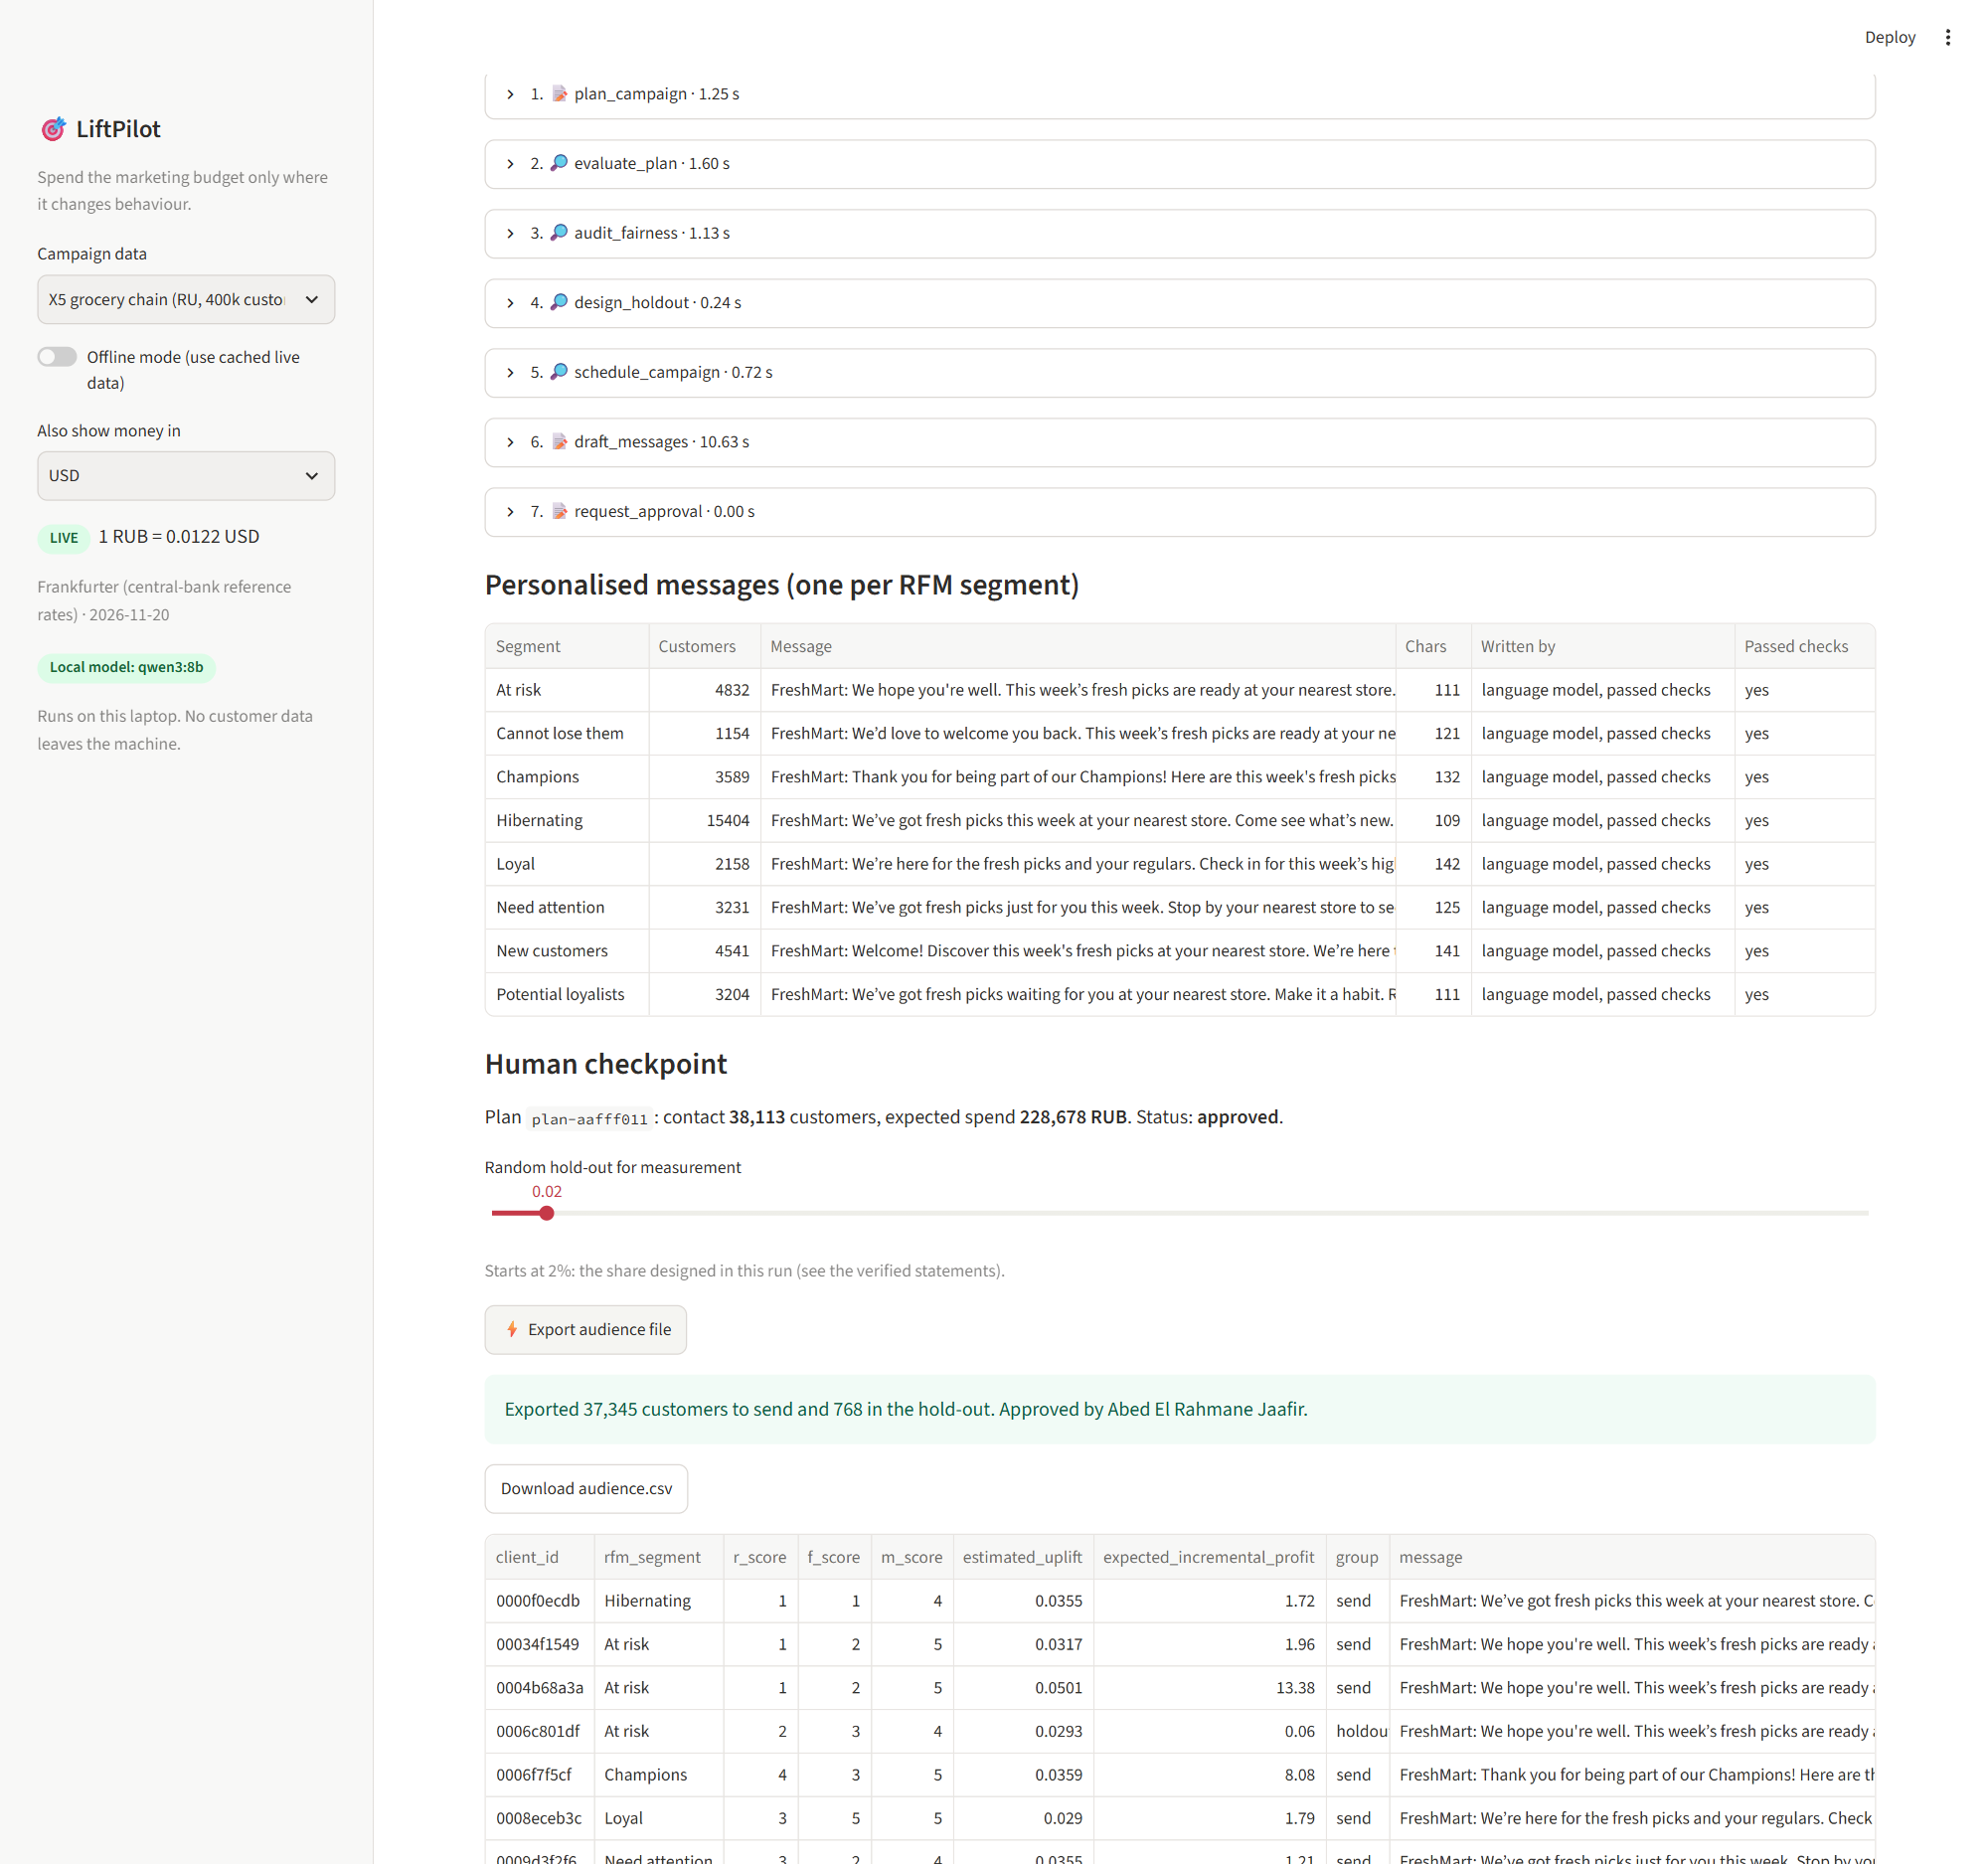 Deploy
LiftPilot
Spend the marketing budget only where
it changes behaviour.
Campaign data
X5 grocery chain (RU, 400k custo
Offline mode (use cached live
data)
Also show money in
USD
LIVE 1 RUB = 0.0122 USD
Frankfurter (central-bank reference
rates) · 2026-11-20
Local model: qwen3:8b
Runs on this laptop. No customer data
leaves the machine.
1. plan_campaign · 1.25 s
2. evaluate_plan · 1.60 s
3. audit_fairness · 1.13 s
4. design_holdout · 0.24 s
5. schedule_campaign · 0.72 s
6. draft_messages · 10.63 s
7. request_approval · 0.00 s
Personalised messages (one per RFM segment)
Segment Customers Message Chars Written by Passed checks
At risk 4832 FreshMart: We hope you're well. This week’s fresh picks are ready at your nearest store. 111 language model, passed checks yes
Cannot lose them 1154 FreshMart: We’d love to welcome you back. This week’s fresh picks are ready at your ne 121 language model, passed checks yes
Champions 3589 FreshMart: Thank you for being part of our Champions! Here are this week's fresh picks 132 language model, passed checks yes
Hibernating 15404 FreshMart: We’ve got fresh picks this week at your nearest store. Come see what’s new. 109 language model, passed checks yes
Loyal 2158 FreshMart: We’re here for the fresh picks and your regulars. Check in for this week’s hig 142 language model, passed checks yes
Need attention 3231 FreshMart: We’ve got fresh picks just for you this week. Stop by your nearest store to se 125 language model, passed checks yes
New customers 4541 FreshMart: Welcome! Discover this week's fresh picks at your nearest store. We’re here 141 language model, passed checks yes
Potential loyalists 3204 FreshMart: We’ve got fresh picks waiting for you at your nearest store. Make it a habit. R 111 language model, passed checks yes
Human checkpoint
Plan plan-aafff011 : contact 38,113 customers, expected spend 228,678 RUB. Status: approved.
Random hold-out for measurement
0.02
Starts at 2%: the share designed in this run (see the verified statements).
Export audience file
Exported 37,345 customers to send and 768 in the hold-out. Approved by Abed El Rahmane Jaafir.
Download audience.csv
client_id rfm_segment r_score f_score m_score estimated_uplift expected_incremental_profit group message
0000f0ecdb Hibernating 1 1 4 0.0355 1.72 send FreshMart: We’ve got fresh picks this week at your nearest store. C
00034f1549 At risk 1 2 5 0.0317 1.96 send FreshMart: We hope you're well. This week’s fresh picks are ready
0004b68a3a At risk 1 2 5 0.0501 13.38 send FreshMart: We hope you're well. This week’s fresh picks are ready
0006c801df At risk 2 3 4 0.0293 0.06 holdou FreshMart: We hope you're well. This week’s fresh picks are ready
0006f7f5cf Champions 4 3 5 0.0359 8.08 send FreshMart: Thank you for being part of our Champions! Here are th
0008eceb3c Loyal 3 5 5 0.029 1.79 send FreshMart: We’re here for the fresh picks and your regulars. Check
0009d3f2f6 Need attention 3 2 4 0.0355 1.21 send FreshMart: We’ve got fresh picks just for you this week. Stop by you